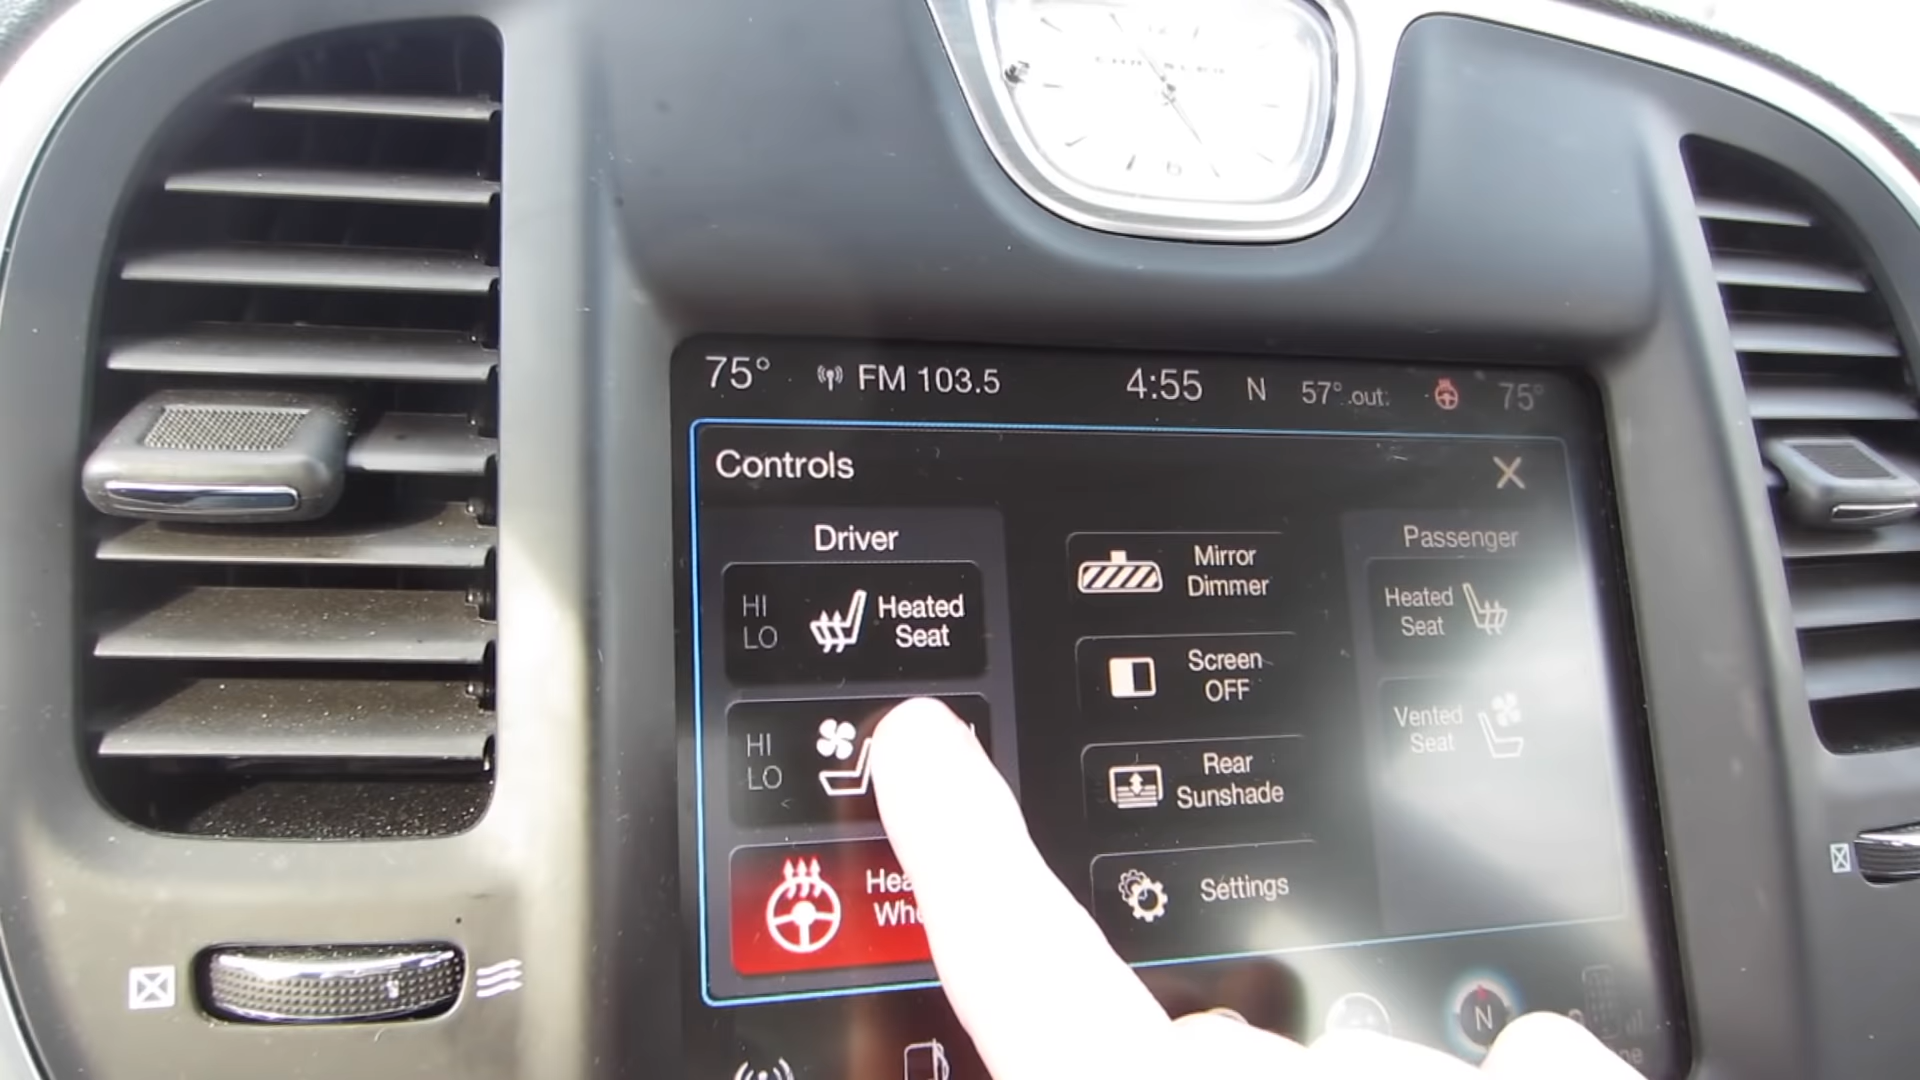 CHRYSLER
75° FM 103.5 4:55 N 57° out 75°
Controls X
Driver
HI
LO
Heated
Seat
HI
LO
Mirror
Dimmer
Screen
OFF
Rear
Sunshade
Settings
Passenger
Heated
Seat
Vented
Seat
N